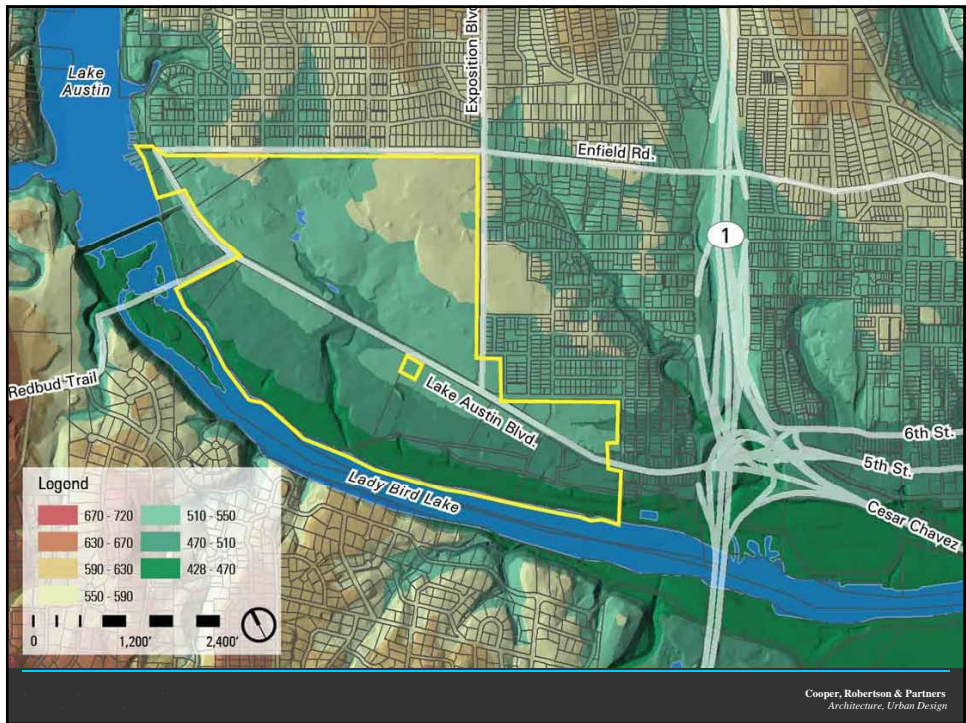 Lake
Austin
Exposition Blvd.
Enfield Rd.
1
Redbud Trail
Lake Austin Blvd.
6th St.
5th St.
Cesar Chavez
Lady Bird Lake
Legend
670 - 720
510 - 550
630 - 670
470 - 510
590 - 630
428 - 470
550 - 590
0
1,200'
2,400'
Cooper, Robertson & Partners
Architecture, Urban Design